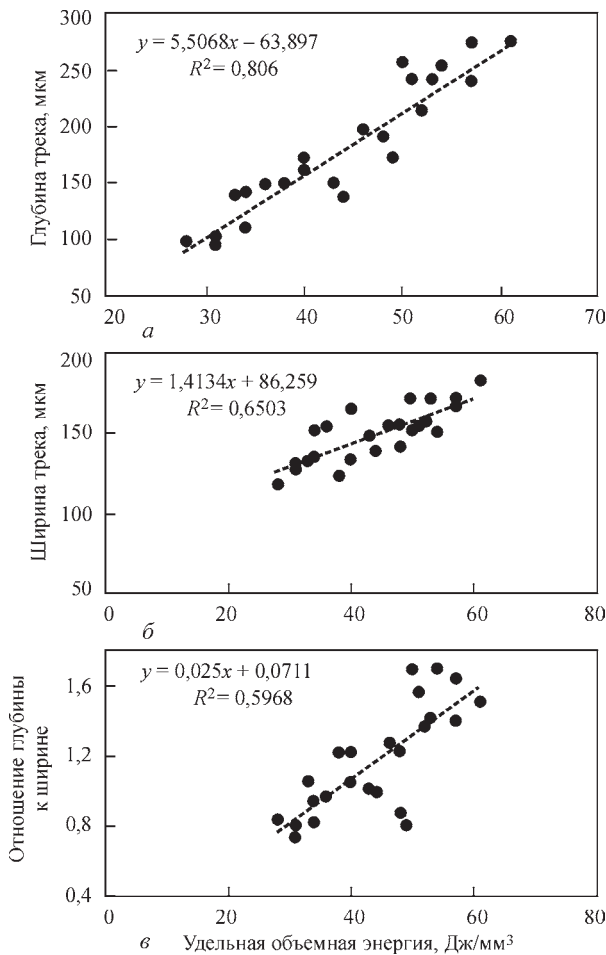 300
y = 5,5068x – 63,897
R² = 0,806
250
200
150
100
50
Глубина трека, мкм
20 30 40 50 60 70
а
200
y = 1,4134x + 86,259
R² = 0,6503
150
100
50
Ширина трека, мкм
0 20 40 60 80
б
y = 0,025x + 0,0711
R² = 0,5968
1,6
1,2
0,8
0,4
Отношение глубины
к ширине
0 20 40 60 80
в Удельная объемная энергия, Дж/мм³